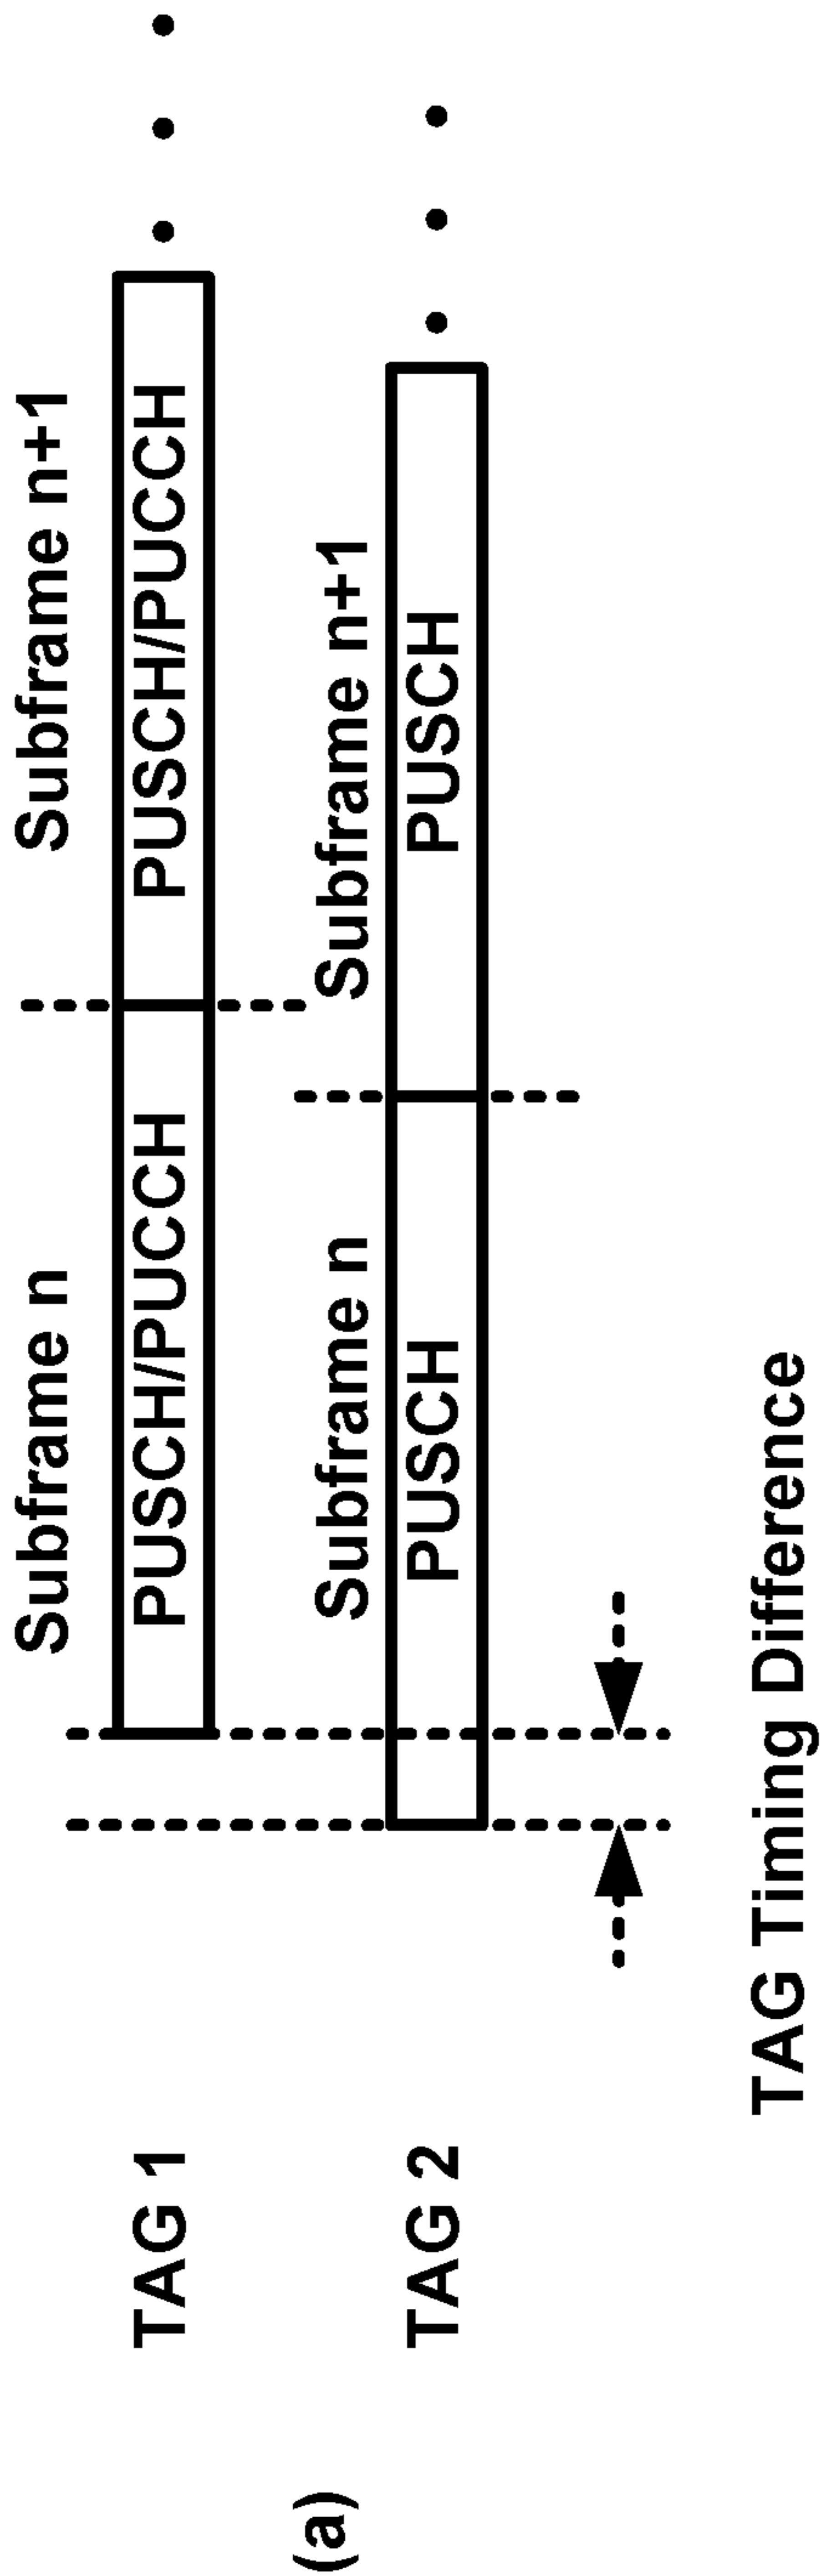 Subframe n Subframe n+1
TAG 1 PUSCH/PUCCH PUSCH/PUCCH
Subframe n Subframe n+1
(a)
TAG 2 PUSCH PUSCH
TAG Timing Difference